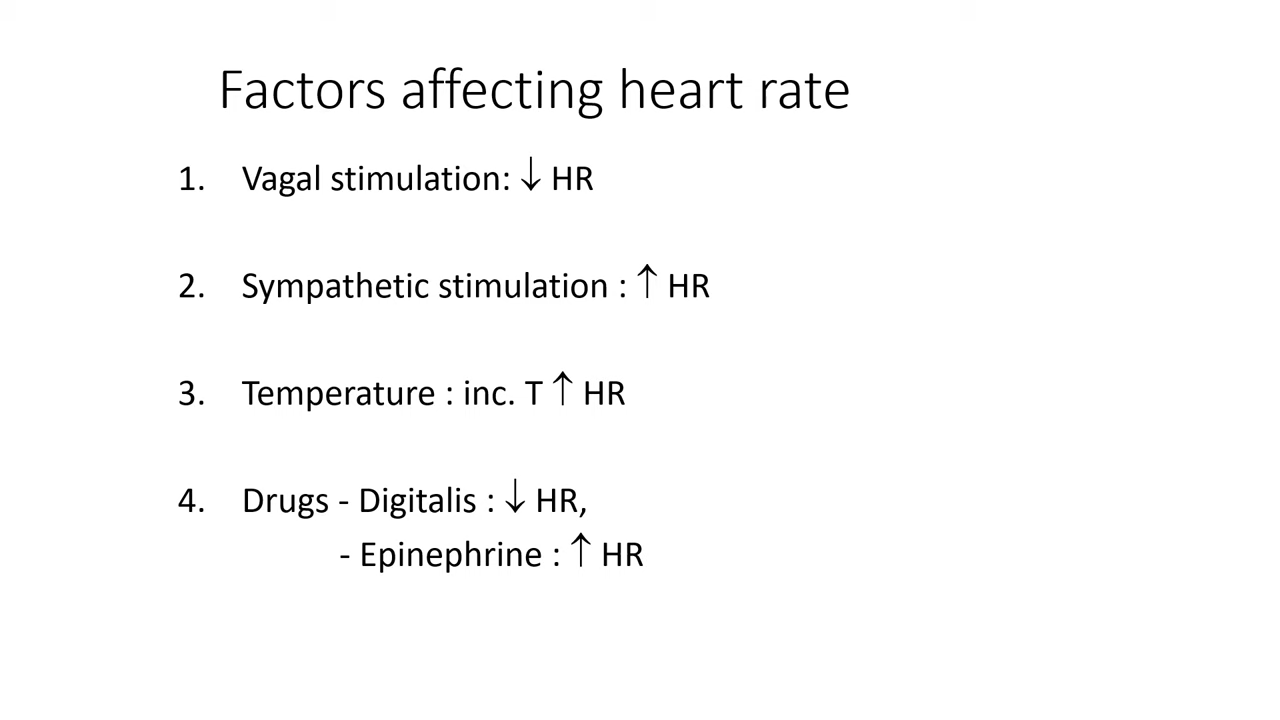 Factors affecting heart rate
1. Vagal stimulation: ↓ HR
2. Sympathetic stimulation : ↑ HR
3. Temperature : inc. T ↑ HR
4. Drugs - Digitalis : ↓ HR,
- Epinephrine : ↑ HR